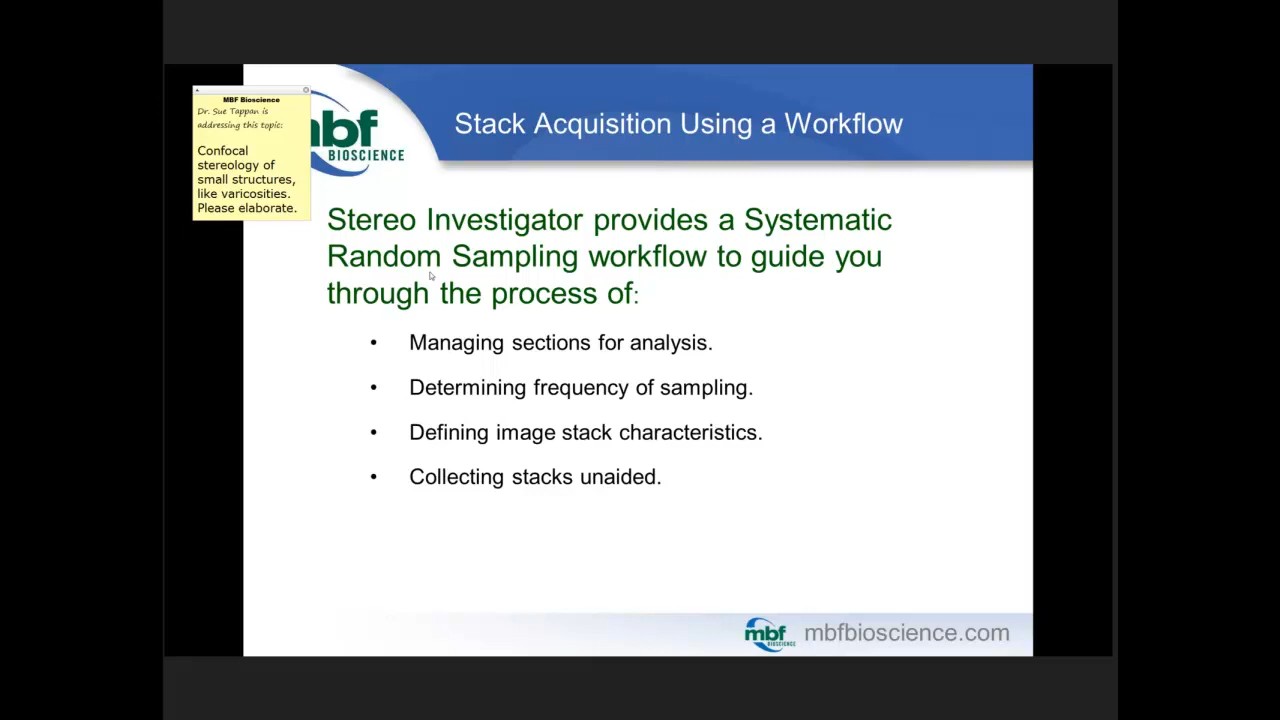 MBF Bioscience
Dr. Sue Tappan is
addressing this topic:
Confocal
stereology of
small structures,
like varicosities.
Please elaborate.
mbf
BIOSCIENCE
Stack Acquisition Using a Workflow
Stereo Investigator provides a Systematic
Random Sampling workflow to guide you
through the process of:
• Managing sections for analysis.
• Determining frequency of sampling.
• Defining image stack characteristics.
• Collecting stacks unaided.
mbf
BIOSCIENCE
mbfbioscience.com